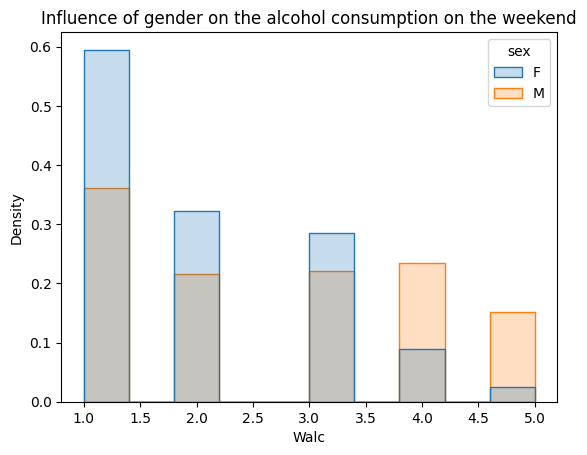 Influence of gender on the alcohol consumption on the weekend
sex
F
M
Density
0.6
0.5
0.4
0.3
0.2
0.1
0.0
1.0 1.5 2.0 2.5 3.0 3.5 4.0 4.5 5.0
Walc